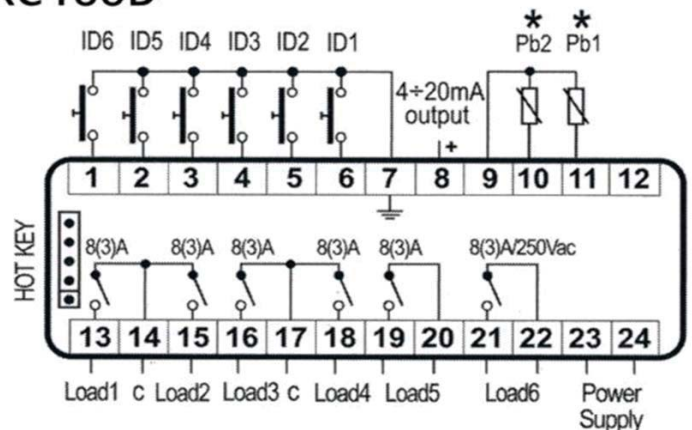 ID6 ID5 ID4 ID3 ID2 ID1
* *
Pb2 Pb1
4÷20mA
output
+
1 2 3 4 5 6 7 8 9 10 11 12
HOT KEY
8(3)A 8(3)A 8(3)A 8(3)A 8(3)A 8(3)A/250Vac
13 14 15 16 17 18 19 20 21 22 23 24
Load1 c Load2 Load3 c Load4 Load5 Load6 Power
Supply